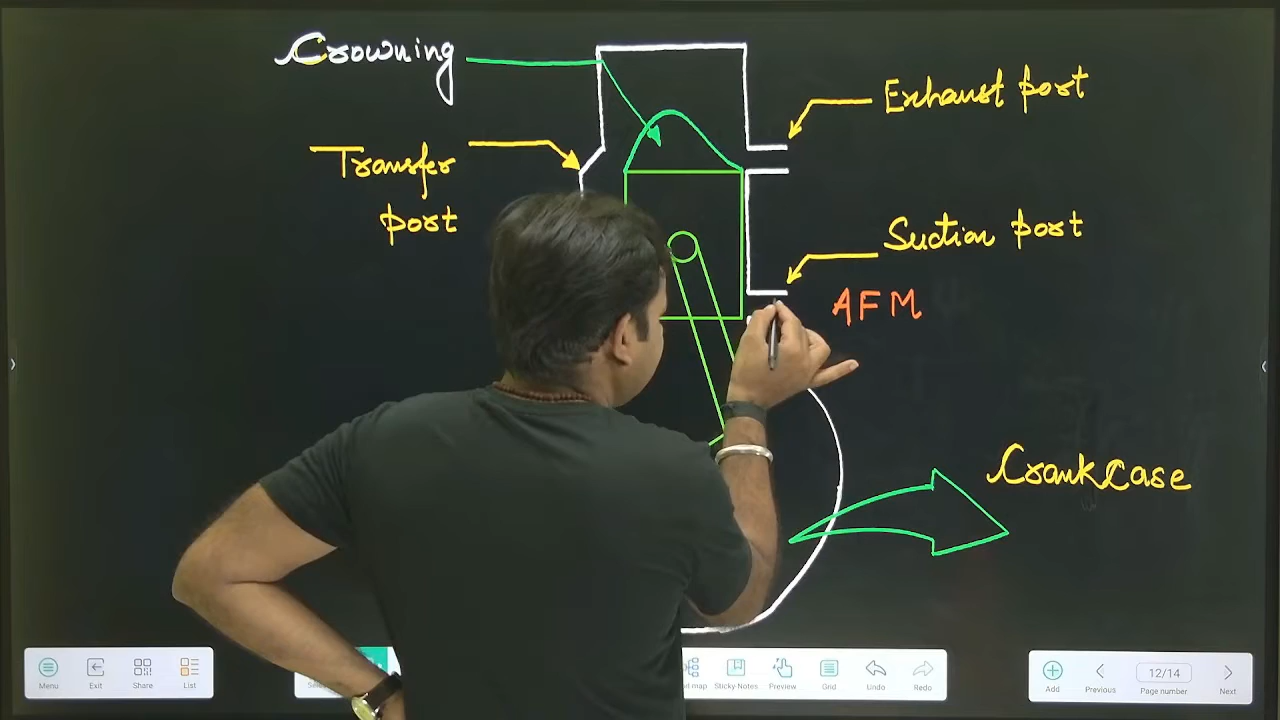 Crowning
Exhaust port
Transfer
port
Suction port
AFM
Crankcase
Menu
Exit
Share
List
Sticky Notes
Preview
Grid
Undo
Redo
Add
Previous
12/14
Page number
Next